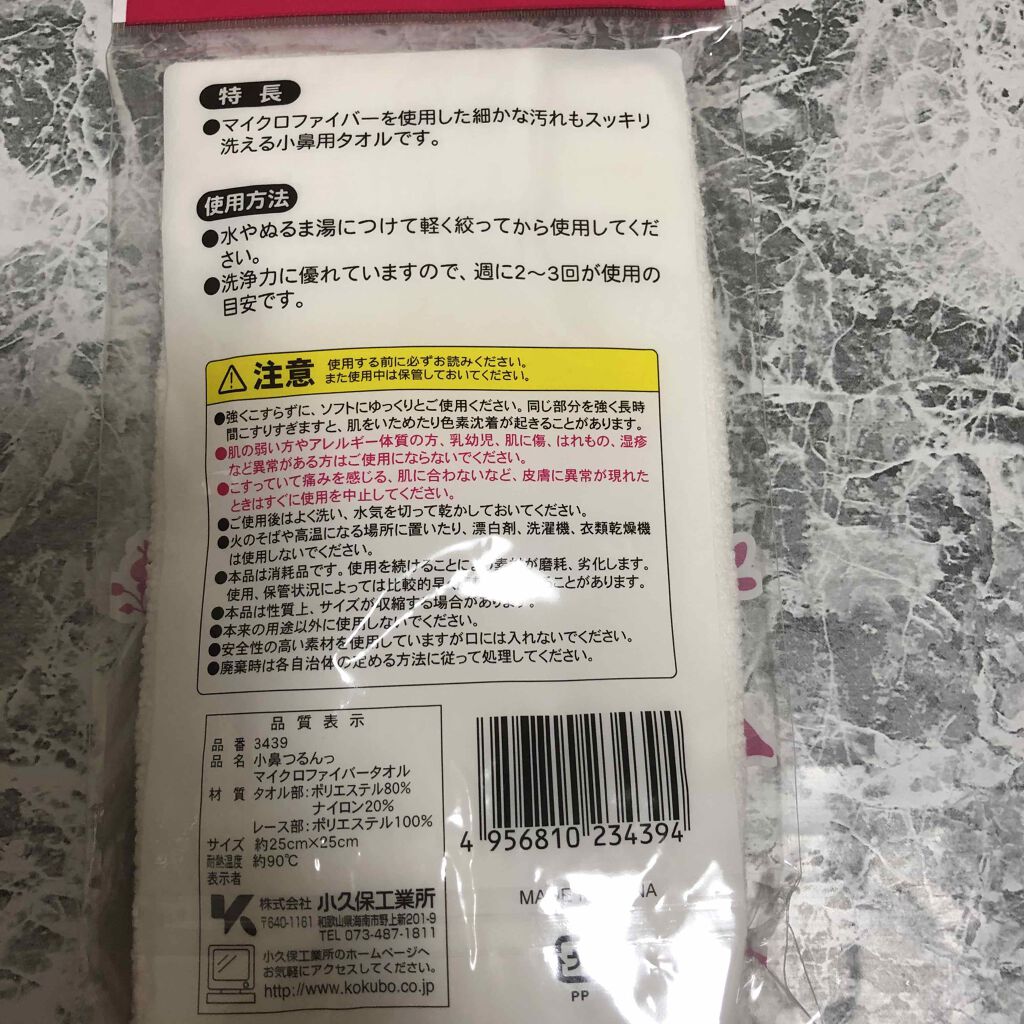 特長
●マイクロファイバーを使用した細かな汚れもスッキリ
洗える小鼻用タオルです。
使用方法
●水やぬるま湯につけて軽く絞ってから使用してくだ
さい。
●洗浄力に優れていますので、週に2〜3回が使用の
目安です。
注意 使用する前に必ずお読みください。
また使用中は保管しておいてください。
●強くこすらずに、ソフトにゆっくりとご使用ください。同じ部分を強く長時
間こすりすぎますと、肌をいためたり色素沈着が起きることがあります。
●肌の弱い方やアレルギー体質の方、乳幼児、肌に傷、はれもの、湿疹
など異常がある方はご使用にならないでください。
●こすっていて痛みを感じる、肌に合わないなど、皮膚に異常が現れた
ときはすぐに使用を中止してください。
●ご使用後はよく洗い、水気を切って乾かしておいてください。
●火のそばや高温になる場所に置いたり、漂白剤、洗濯機、衣類乾燥機
は使用しないでください。
●本品は消耗品です。使用を続けることに 磨耗、劣化します。
使用、保管状況によっては比較的早 ことがあります。
●本品は性質上、サイズが収縮する場合があります。
●本来の用途以外に使用しないでください。
●安全性の高い素材を使用していますが口には入れないでください。
●廃棄時は各自治体の定める方法に従って処理してください。
品質表示
品番 3439
品名 小鼻つるんっ
マイクロファイバータオル
材質 タオル部:ポリエステル80%
ナイロン20%
レース部:ポリエステル100%
サイズ 約25cm×25cm
耐熱温度 約90℃
表示者
株式会社 小久保工業所
〒640-1161 和歌山県海南市野上新201-9
TEL 073-487-1811
小久保工業所のホームページへ
お気軽にアクセスしてください。
http://www.kokubo.co.jp
4 956810 234394
PP